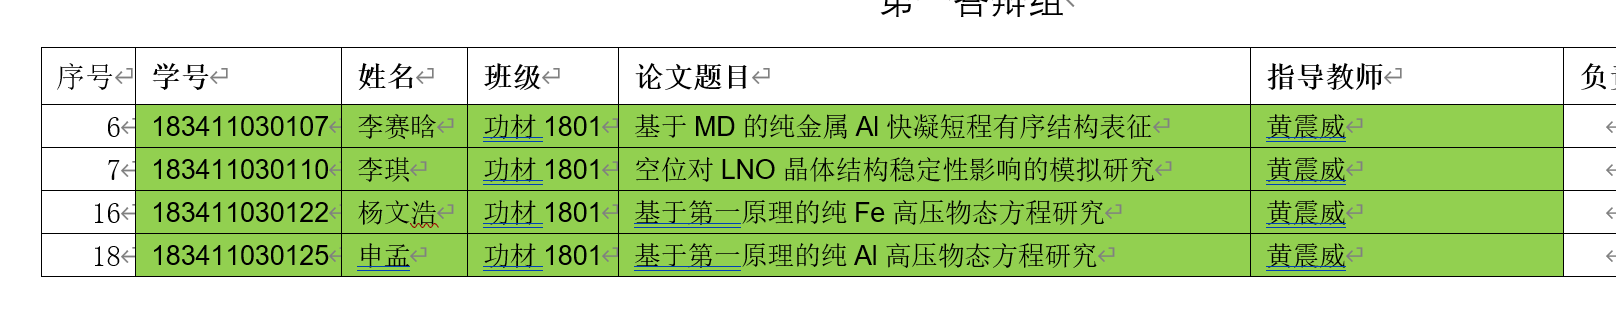 第一答辩组
序号 学号 姓名 班级 论文题目 指导教师 负责
6 183411030107 李赛晗 功材 1801 基于 MD 的纯金属 Al 快凝短程有序结构表征 黄震威
7 183411030110 李琪 功材 1801 空位对 LNO 晶体结构稳定性影响的模拟研究 黄震威
16 183411030122 杨文浩 功材 1801 基于第一原理的纯 Fe 高压物态方程研究 黄震威
18 183411030125 申孟 功材 1801 基于第一原理的纯 Al 高压物态方程研究 黄震威